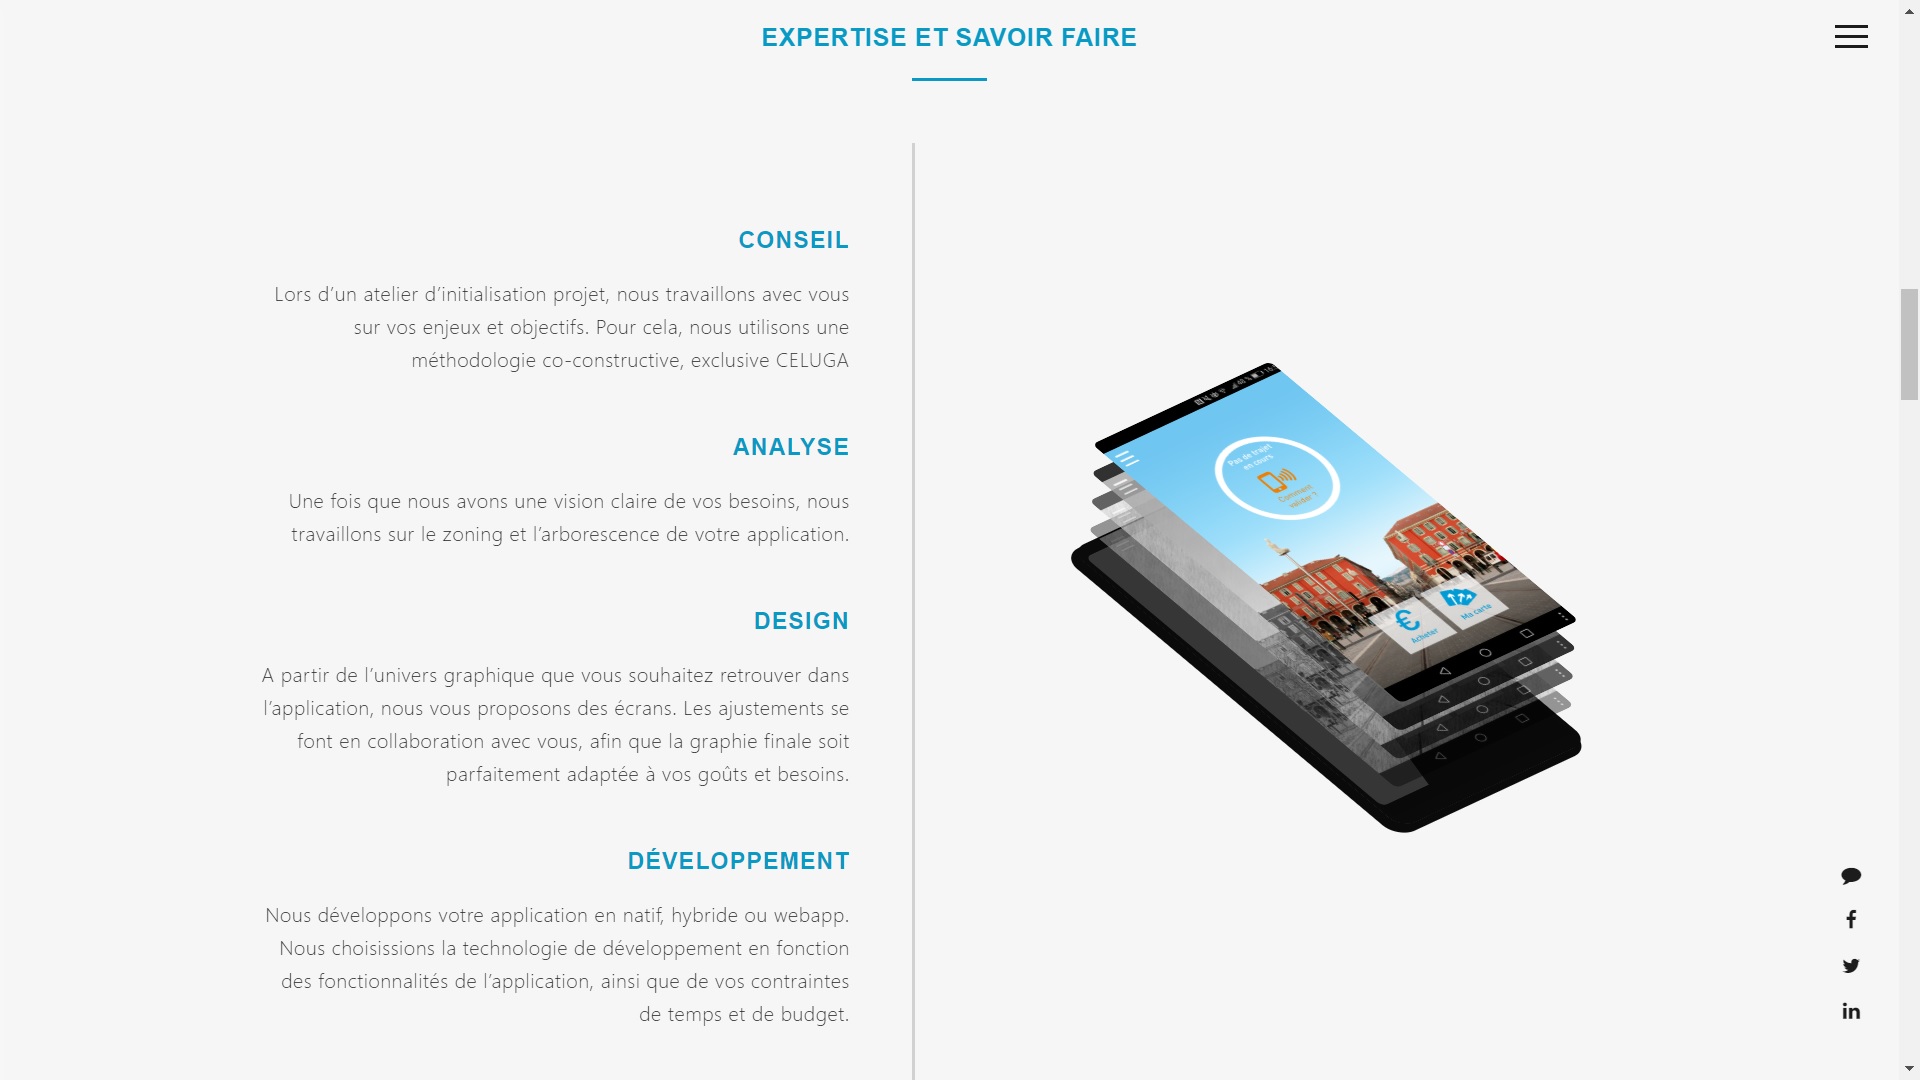 EXPERTISE ET SAVOIR FAIRE
CONSEIL
Lors d’un atelier d’initialisation projet, nous travaillons avec vous
sur vos enjeux et objectifs. Pour cela, nous utilisons une
méthodologie co-constructive, exclusive CELUGA
ANALYSE
Une fois que nous avons une vision claire de vos besoins, nous
travaillons sur le zoning et l’arborescence de votre application.
DESIGN
A partir de l’univers graphique que vous souhaitez retrouver dans
l’application, nous vous proposons des écrans. Les ajustements se
font en collaboration avec vous, afin que la graphie finale soit
parfaitement adaptée à vos goûts et besoins.
DÉVELOPPEMENT
Nous développons votre application en natif, hybride ou webapp.
Nous choisissions la technologie de développement en fonction
des fonctionnalités de l’application, ainsi que de vos contraintes
de temps et de budget.
Pas de trajet
en cours
Comment
valider ?
Acheter
Ma carte